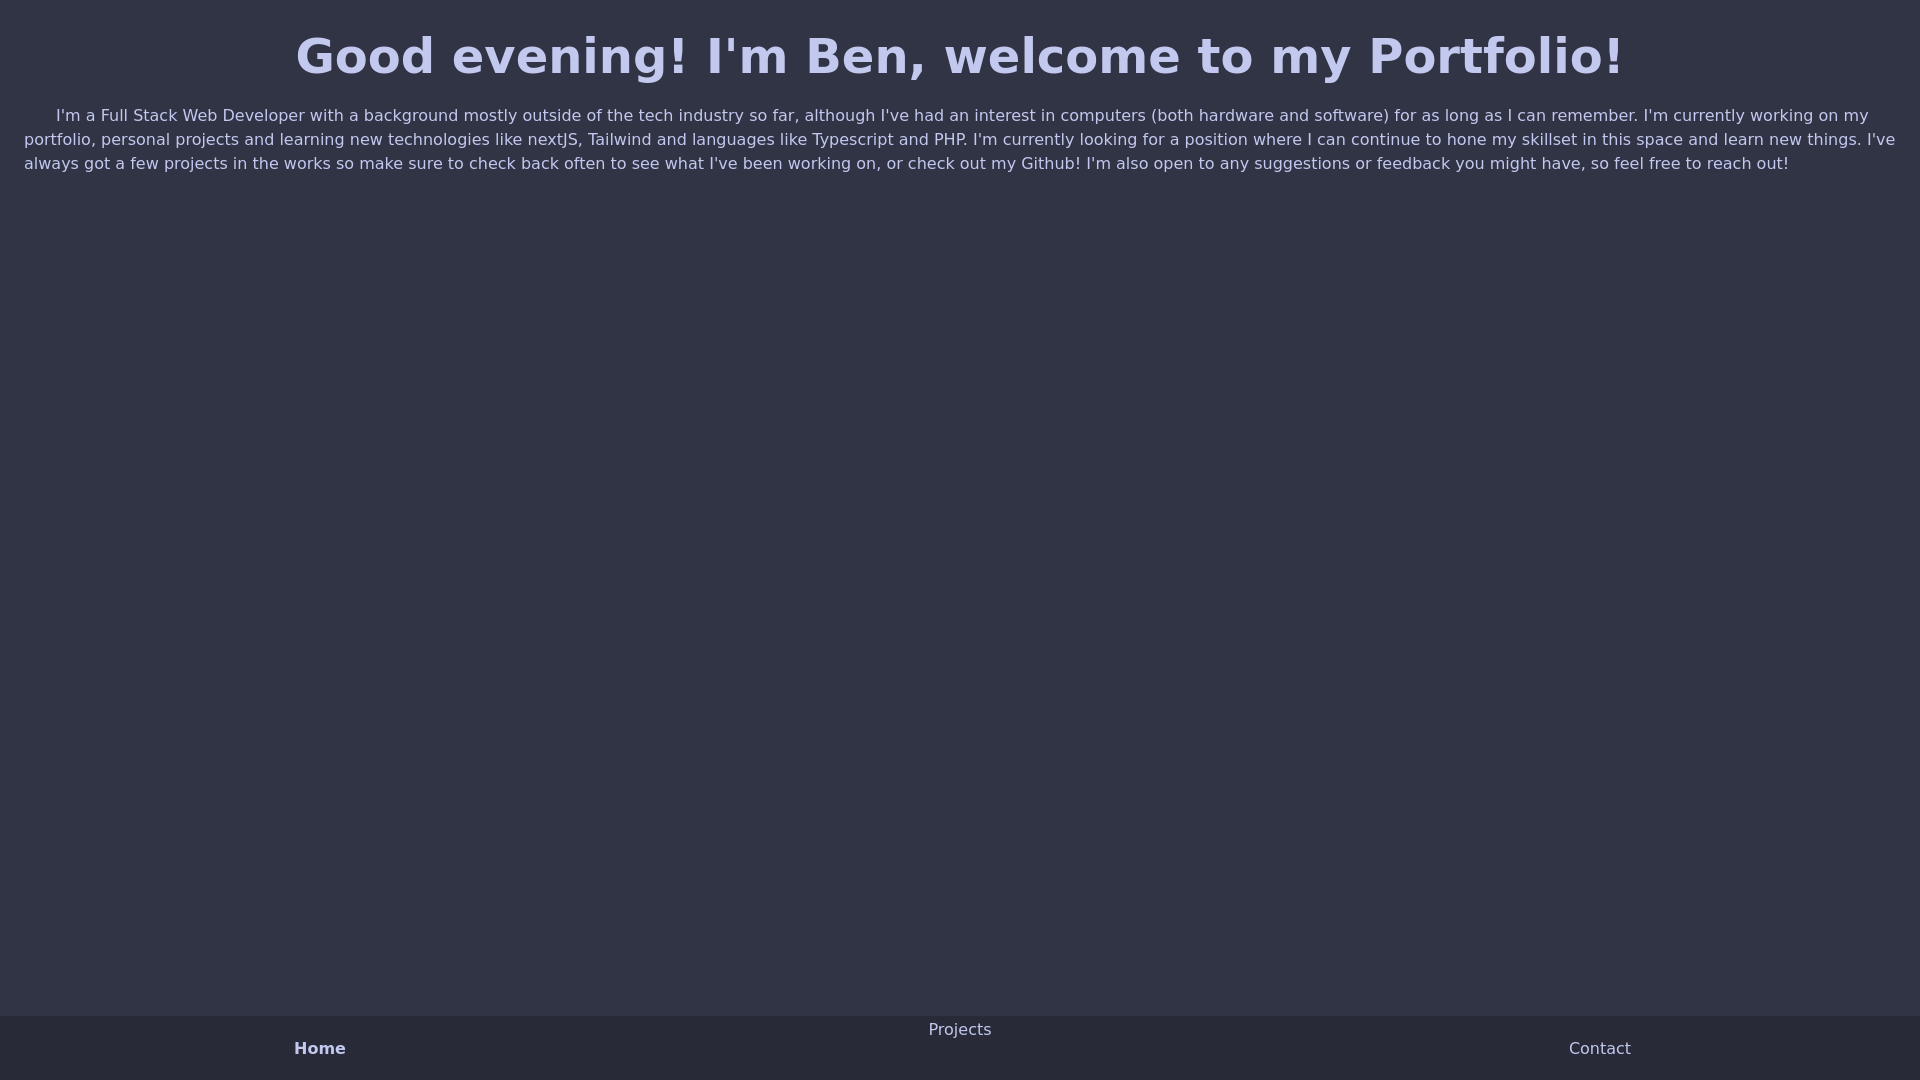 Good evening! I'm Ben, welcome to my Portfolio!
I'm a Full Stack Web Developer with a background mostly outside of the tech industry so far, although I've had an interest in computers (both hardware and software) for as long as I can remember. I'm currently working on my
portfolio, personal projects and learning new technologies like nextJS, Tailwind and languages like Typescript and PHP. I'm currently looking for a position where I can continue to hone my skillset in this space and learn new things. I've
always got a few projects in the works so make sure to check back often to see what I've been working on, or check out my Github! I'm also open to any suggestions or feedback you might have, so feel free to reach out!
Home
Projects
Contact